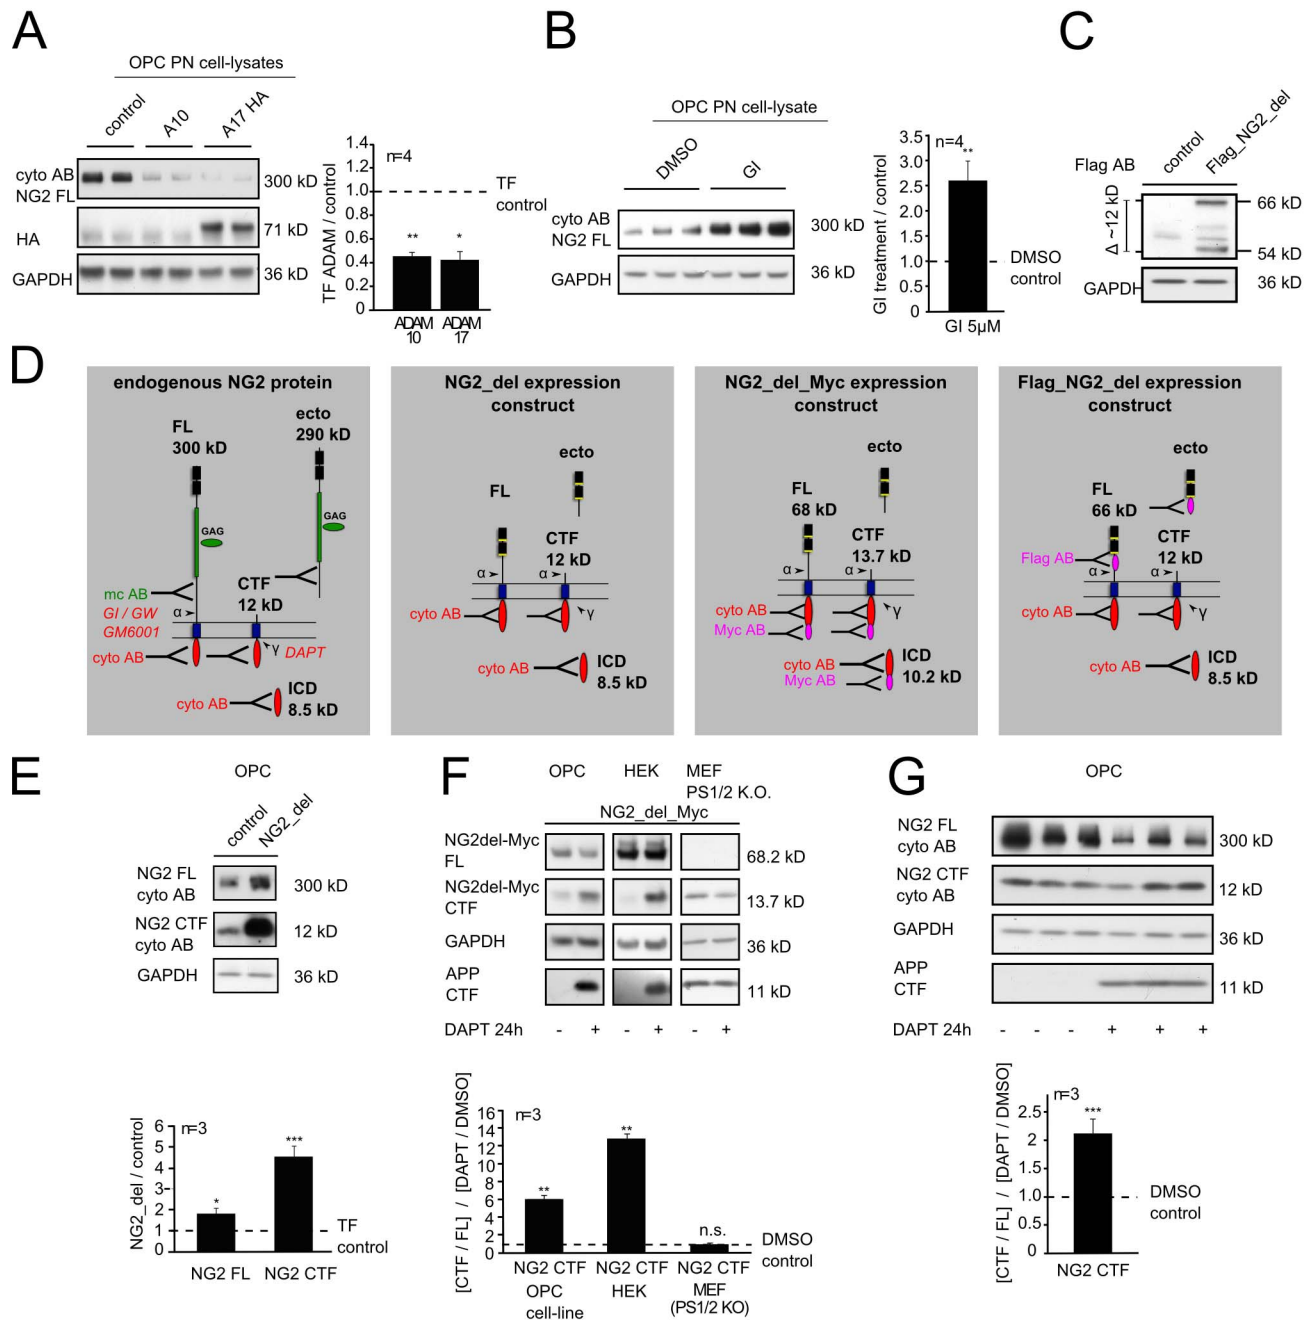 A
OPC PN cell-lysates
control
A10
A17 HA
cyto AB
NG2 FL
300 kD
HA
71 kD
GAPDH
36 kD
TF ADAM / control
1.4
1.2
1.0
0.8
0.6
0.4
0.2
0
n=4
TF
control
**
*
ADAM
10
ADAM
17
B
OPC PN cell-lysate
DMSO
GI
cyto AB
NG2 FL
300 kD
GAPDH
36 kD
GI treatment / control
3.5
3.0
2.5
2.0
1.5
1.0
0.5
0
n=4
**
DMSO
control
GI 5µM
C
Flag AB
control
Flag_NG2_del
Δ ~12 kD
66 kD
54 kD
GAPDH
36 kD
D
endogenous NG2 protein
FL
300 kD
ecto
290 kD
GAG
GAG
mc AB
GI / GW
GM6001
α
CTF
12 kD
γ
DAPT
cyto AB
cyto AB
ICD
8.5 kD
NG2_del expression
construct
ecto
FL
CTF
12 kD
α
α
γ
cyto AB
cyto AB
ICD
8.5 kD
NG2_del_Myc expression
construct
ecto
FL
68 kD
CTF
13.7 kD
α
α
γ
cyto AB
Myc AB
cyto AB
Myc AB
ICD
10.2 kD
Flag_NG2_del expression
construct
ecto
FL
66 kD
Flag AB
CTF
12 kD
α
α
γ
cyto AB
cyto AB
ICD
8.5 kD
E
OPC
control
NG2_del
NG2 FL
cyto AB
300 kD
NG2 CTF
cyto AB
12 kD
GAPDH
36 kD
NG2_del / control
6
5
4
3
2
1
0
n=3
*
***
TF
control
NG2 FL
NG2 CTF
F
OPC
HEK
MEF
PS1/2 K.O.
NG2_del_Myc
NG2del-Myc
FL
68.2 kD
NG2del-Myc
CTF
13.7 kD
GAPDH
36 kD
APP
CTF
11 kD
DAPT 24h
-
+
-
+
-
+
[CTF / FL] / [DAPT / DMSO]
16
14
12
10
8
6
4
2
0
n=3
**
**
n.s.
DMSO
control
NG2 CTF
NG2 CTF
NG2 CTF
OPC
cell-line
HEK
MEF
(PS1/2 KO)
G
OPC
NG2 FL
cyto AB
300 kD
NG2 CTF
cyto AB
12 kD
GAPDH
36 kD
APP
CTF
11 kD
DAPT 24h
-
-
-
+
+
+
[CTF / FL] / [DAPT / DMSO]
2.5
2
1.5
1.0
0.5
0
n=3
***
DMSO
control
NG2 CTF